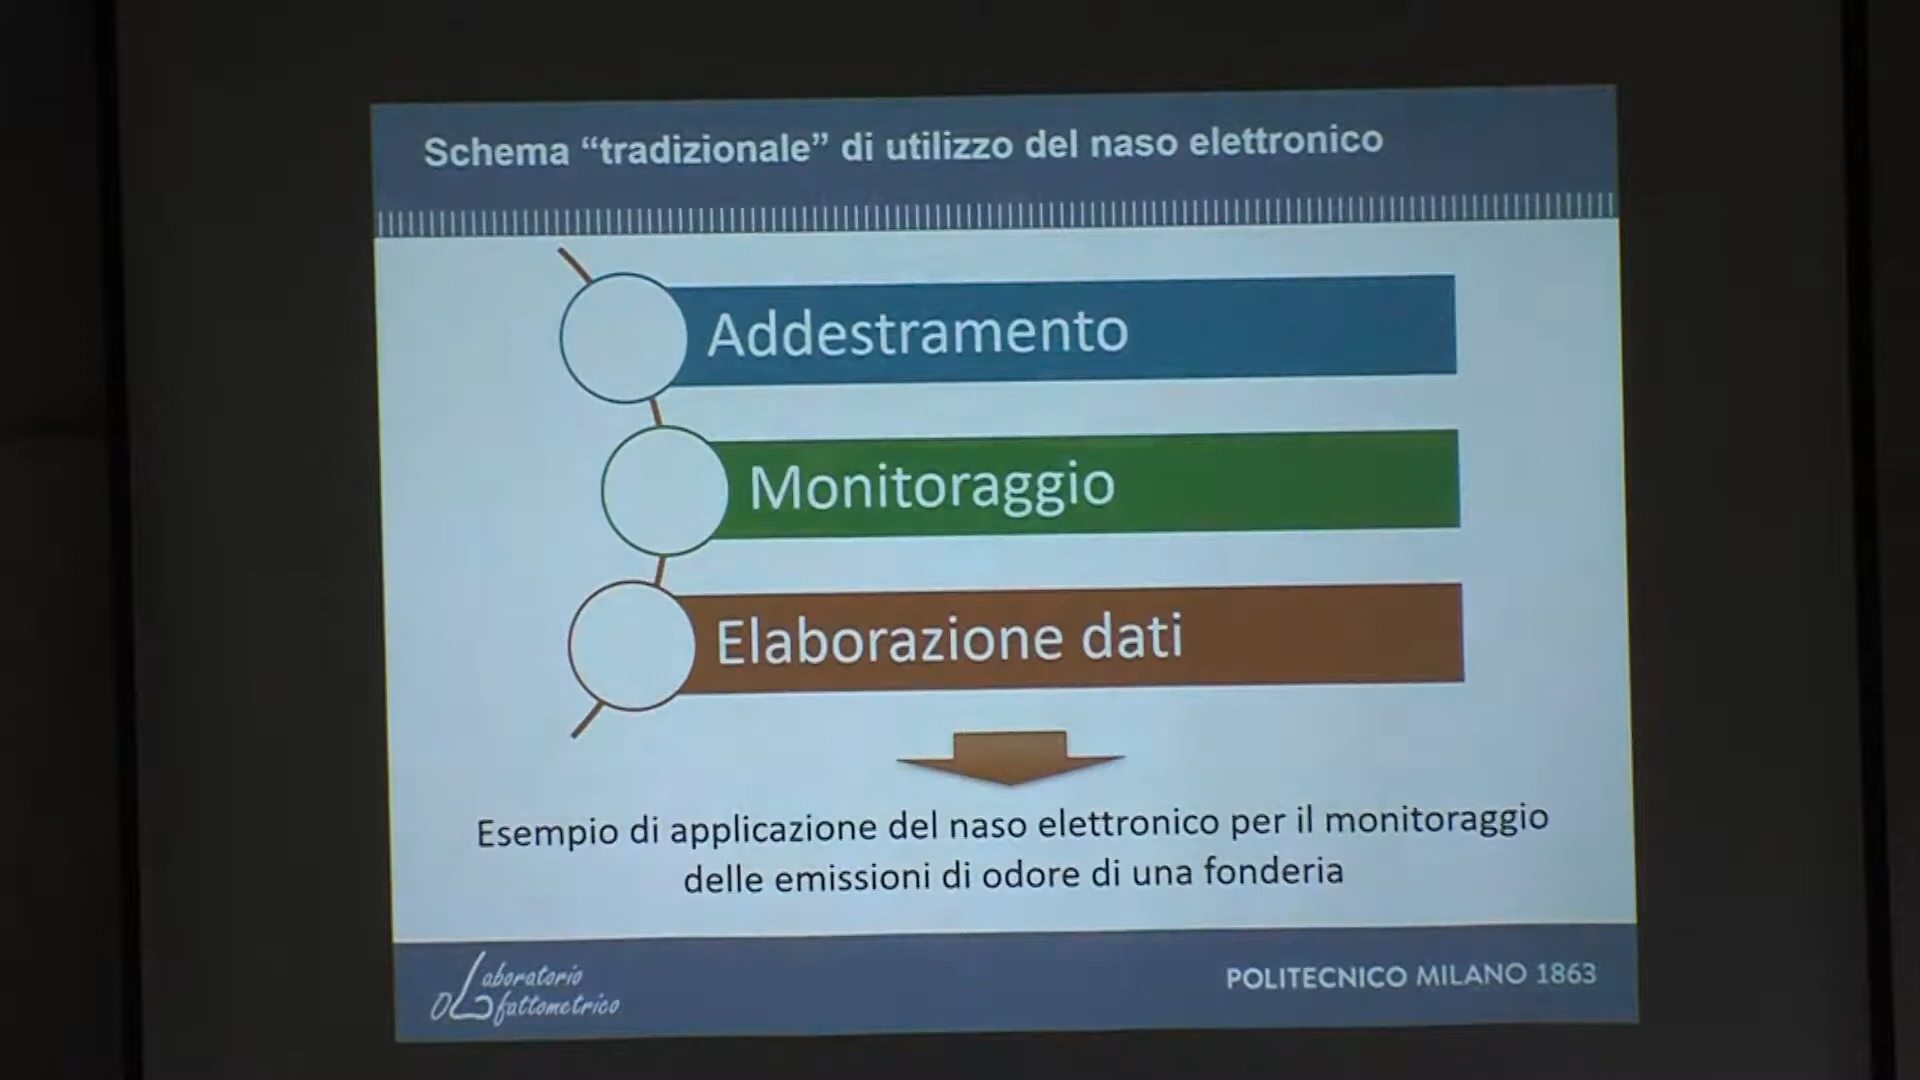 Schema “tradizionale” di utilizzo del naso elettronico
Addestramento
Monitoraggio
Elaborazione dati
Esempio di applicazione del naso elettronico per il monitoraggio
delle emissioni di odore di una fonderia
Laboratorio
Olfattometrico
POLITECNICO MILANO 1863